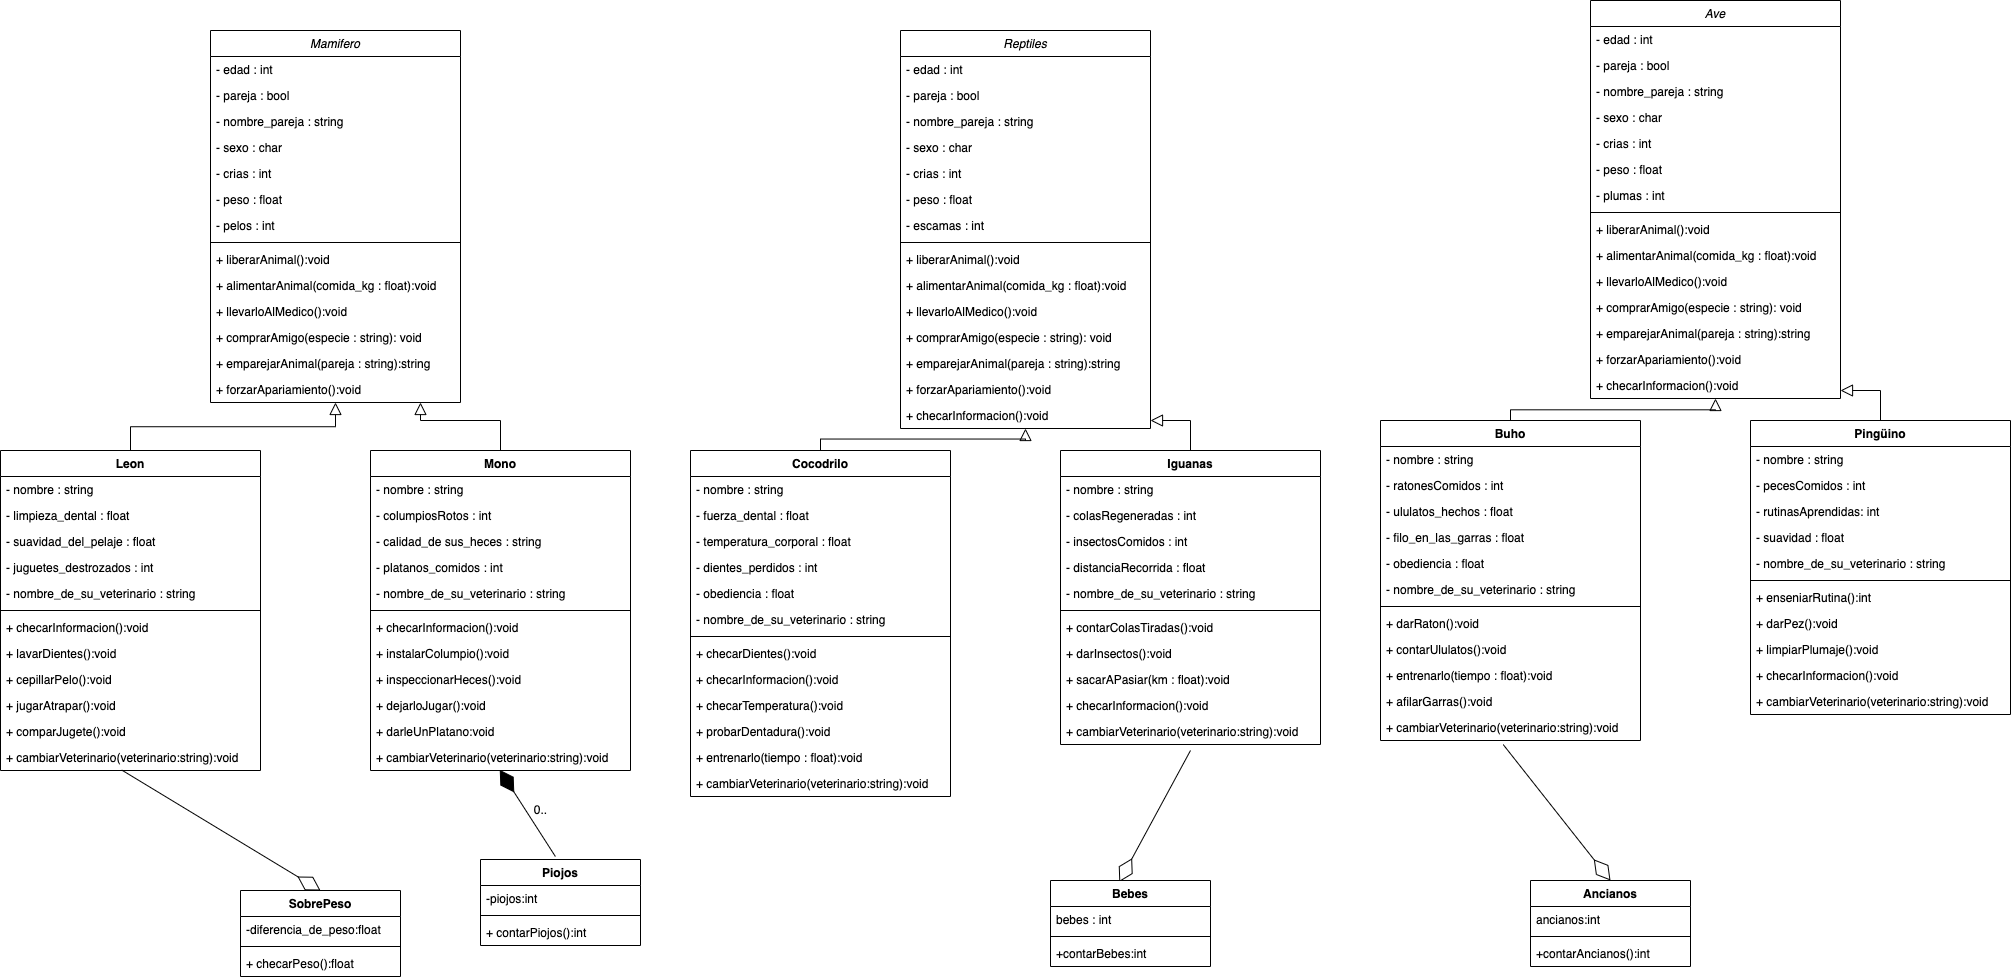 Mamifero
- edad : int
- pareja : bool
- nombre_pareja : string
- sexo : char
- crias : int
- peso : float
- pelos : int
+ liberarAnimal():void
+ alimentarAnimal(comida_kg : float):void
+ llevarloAlMedico():void
+ comprarAmigo(especie : string): void
+ emparejarAnimal(pareja : string):string
+ forzarApariamiento():void
Reptiles
- edad : int
- pareja : bool
- nombre_pareja : string
- sexo : char
- crias : int
- peso : float
- escamas : int
+ liberarAnimal():void
+ alimentarAnimal(comida_kg : float):void
+ llevarloAlMedico():void
+ comprarAmigo(especie : string): void
+ emparejarAnimal(pareja : string):string
+ forzarApariamiento():void
+ checarInformacion():void
Ave
- edad : int
- pareja : bool
- nombre_pareja : string
- sexo : char
- crias : int
- peso : float
- plumas : int
+ liberarAnimal():void
+ alimentarAnimal(comida_kg : float):void
+ llevarloAlMedico():void
+ comprarAmigo(especie : string): void
+ emparejarAnimal(pareja : string):string
+ forzarApariamiento():void
+ checarInformacion():void
Leon
- nombre : string
- limpieza_dental : float
- suavidad_del_pelaje : float
- juguetes_destrozados : int
- nombre_de_su_veterinario : string
+ checarInformacion():void
+ lavarDientes():void
+ cepillarPelo():void
+ jugarAtrapar():void
+ comparJugete():void
+ cambiarVeterinario(veterinario:string):void
Mono
- nombre : string
- columpiosRotos : int
- calidad_de sus_heces : string
- platanos_comidos : int
- nombre_de_su_veterinario : string
+ checarInformacion():void
+ instalarColumpio():void
+ inspeccionarHeces():void
+ dejarloJugar():void
+ darleUnPlatano:void
+ cambiarVeterinario(veterinario:string):void
Cocodrilo
- nombre : string
- fuerza_dental : float
- temperatura_corporal : float
- dientes_perdidos : int
- obediencia : float
- nombre_de_su_veterinario : string
+ checarDientes():void
+ checarInformacion():void
+ checarTemperatura():void
+ probarDentadura():void
+ entrenarlo(tiempo : float):void
+ cambiarVeterinario(veterinario:string):void
Iguanas
- nombre : string
- colasRegeneradas : int
- insectosComidos : int
- distanciaRecorrida : float
- nombre_de_su_veterinario : string
+ contarColasTiradas():void
+ darInsectos():void
+ sacarAPasiar(km : float):void
+ checarInformacion():void
+ cambiarVeterinario(veterinario:string):void
Buho
- nombre : string
- ratonesComidos : int
- ululatos_hechos : float
- filo_en_las_garras : float
- obediencia : float
- nombre_de_su_veterinario : string
+ darRaton():void
+ contarUlulatos():void
+ entrenarlo(tiempo : float):void
+ afilarGarras():void
+ cambiarVeterinario(veterinario:string):void
Pingüino
- nombre : string
- pecesComidos : int
- rutinasAprendidas: int
- suavidad : float
- nombre_de_su_veterinario : string
+ enseniarRutina():int
+ darPez():void
+ limpiarPlumaje():void
+ checarInformacion():void
+ cambiarVeterinario(veterinario:string):void
0..
SobrePeso
-diferencia_de_peso:float
+ checarPeso():float
Piojos
-piojos:int
+ contarPiojos():int
Bebes
bebes : int
+contarBebes:int
Ancianos
ancianos:int
+contarAncianos():int